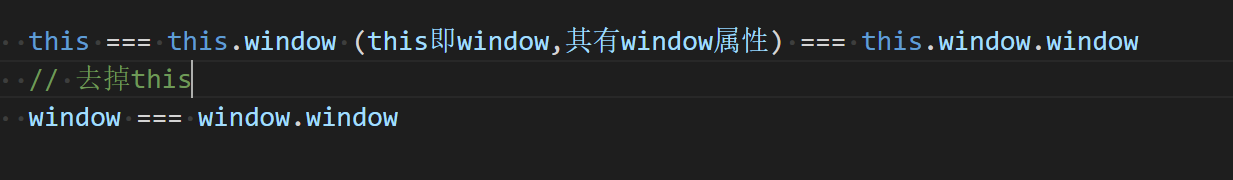 this === this.window (this即window,其有window属性) === this.window.window
// 去掉this
window === window.window